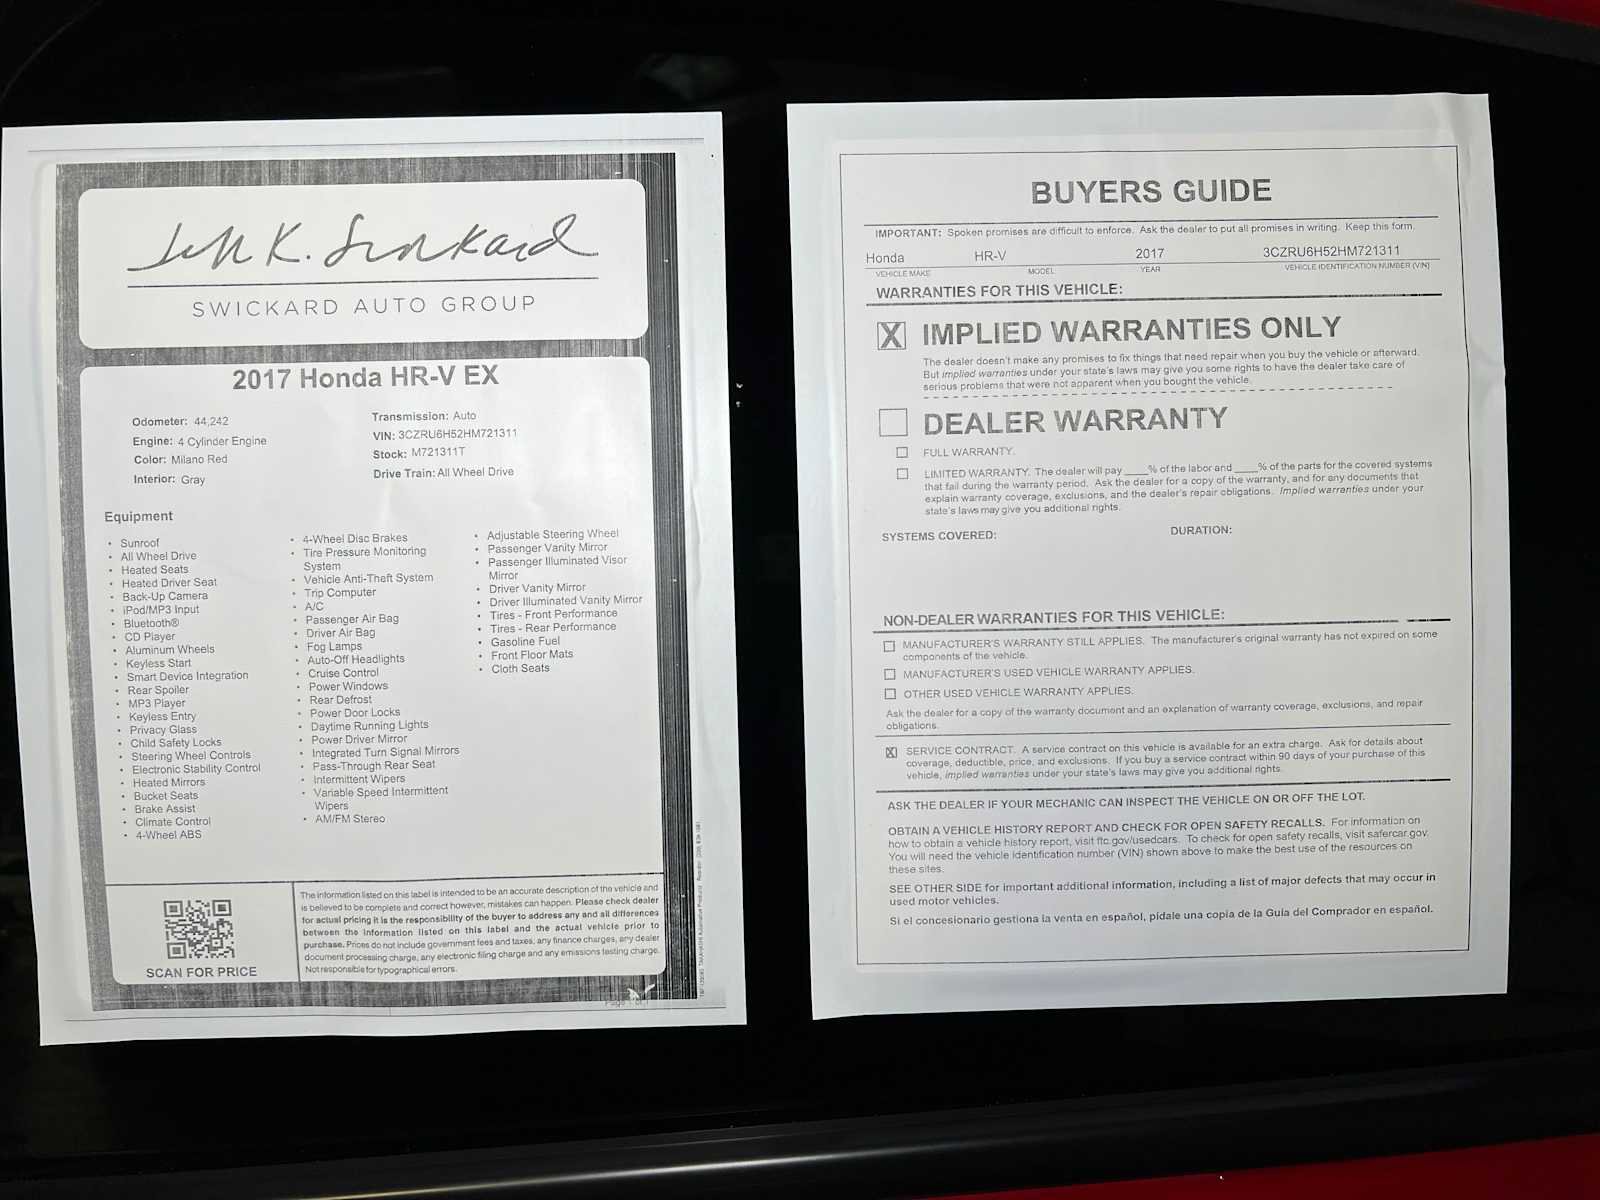 Jeff K. Swickard
SWICKARD AUTO GROUP
2017 Honda HR-V EX
Odometer: 44,242
Engine: 4 Cylinder Engine
Color: Milano Red
Interior: Gray
Transmission: Auto
VIN: 3CZRU6H52HM721311
Stock: M721311T
Drive Train: All Wheel Drive
Equipment
• Sunroof
• All Wheel Drive
• Heated Seats
• Heated Driver Seat
• Back-Up Camera
• iPod/MP3 Input
• Bluetooth®
• CD Player
• Aluminum Wheels
• Keyless Start
• Smart Device Integration
• Rear Spoiler
• MP3 Player
• Keyless Entry
• Privacy Glass
• Child Safety Locks
• Steering Wheel Controls
• Electronic Stability Control
• Heated Mirrors
• Bucket Seats
• Brake Assist
• Climate Control
• 4-Wheel ABS
• 4-Wheel Disc Brakes
• Tire Pressure Monitoring
System
• Vehicle Anti-Theft System
• Trip Computer
• A/C
• Passenger Air Bag
• Driver Air Bag
• Fog Lamps
• Auto-Off Headlights
• Cruise Control
• Power Windows
• Rear Defrost
• Power Door Locks
• Daytime Running Lights
• Power Driver Mirror
• Integrated Turn Signal Mirrors
• Pass-Through Rear Seat
• Intermittent Wipers
• Variable Speed Intermittent
Wipers
• AM/FM Stereo
• Adjustable Steering Wheel
• Passenger Vanity Mirror
• Passenger Illuminated Visor
Mirror
• Driver Vanity Mirror
• Driver Illuminated Vanity Mirror
• Tires - Front Performance
• Tires - Rear Performance
• Gasoline Fuel
• Front Floor Mats
• Cloth Seats
SCAN FOR PRICE
The information listed on this label is intended to be an accurate description of the vehicle and
is believed to be complete and correct however, mistakes can happen. Please check dealer
for actual pricing it is the responsibility of the buyer to address any and all differences
between the information listed on this label and the actual vehicle prior to
purchase. Prices do not include government fees and taxes, any finance charges, any dealer
document processing charge, any electronic filing charge and any emissions testing charge.
Not responsible for typographical errors.
Page 1 of 1
BUYERS GUIDE
IMPORTANT: Spoken promises are difficult to enforce. Ask the dealer to put all promises in writing. Keep this form.
Honda HR-V 2017 3CZRU6H52HM721311
VEHICLE MAKE MODEL YEAR VEHICLE IDENTIFICATION NUMBER (VIN)
WARRANTIES FOR THIS VEHICLE:
X IMPLIED WARRANTIES ONLY
The dealer doesn't make any promises to fix things that need repair when you buy the vehicle or afterward.
But implied warranties under your state's laws may give you some rights to have the dealer take care of
serious problems that were not apparent when you bought the vehicle.
DEALER WARRANTY
FULL WARRANTY.
LIMITED WARRANTY. The dealer will pay ____% of the labor and ____% of the parts for the covered systems
that fail during the warranty period. Ask the dealer for a copy of the warranty, and for any documents that
explain warranty coverage, exclusions, and the dealer's repair obligations. Implied warranties under your
state's laws may give you additional rights.
SYSTEMS COVERED: DURATION:
NON-DEALER WARRANTIES FOR THIS VEHICLE:
MANUFACTURER'S WARRANTY STILL APPLIES. The manufacturer's original warranty has not expired on some
components of the vehicle.
MANUFACTURER'S USED VEHICLE WARRANTY APPLIES.
OTHER USED VEHICLE WARRANTY APPLIES.
Ask the dealer for a copy of the warranty document and an explanation of warranty coverage, exclusions, and repair
obligations.
X SERVICE CONTRACT. A service contract on this vehicle is available for an extra charge. Ask for details about
coverage, deductible, price, and exclusions. If you buy a service contract within 90 days of your purchase of this
vehicle, implied warranties under your state's laws may give you additional rights.
ASK THE DEALER IF YOUR MECHANIC CAN INSPECT THE VEHICLE ON OR OFF THE LOT.
OBTAIN A VEHICLE HISTORY REPORT AND CHECK FOR OPEN SAFETY RECALLS. For information on
how to obtain a vehicle history report, visit ftc.gov/usedcars. To check for open safety recalls, visit safercar.gov.
You will need the vehicle identification number (VIN) shown above to make the best use of the resources on
these sites.
SEE OTHER SIDE for important additional information, including a list of major defects that may occur in
used motor vehicles.
Si el concesionario gestiona la venta en español, pídale una copia de la Guía del Comprador en español.